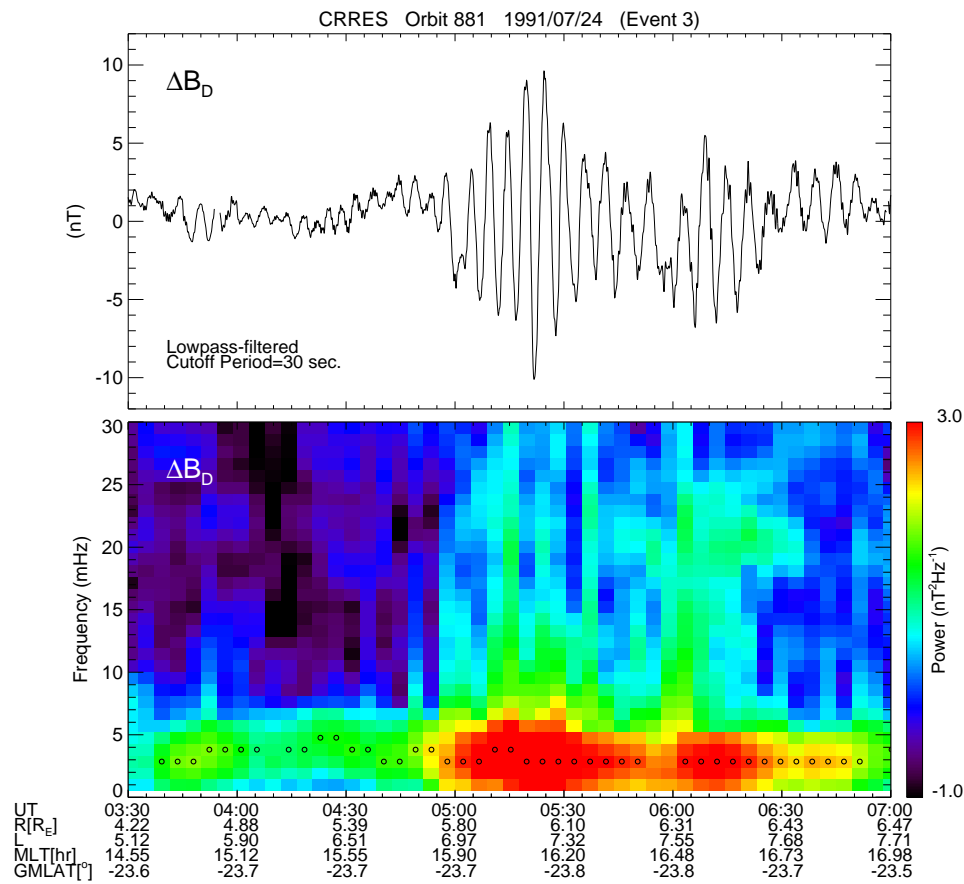 CRRES Orbit 881 1991/07/24 (Event 3)
ΔB_D
10
5
0
-5
-10
(nT)
Lowpass-filtered
Cutoff Period=30 sec.
ΔB_D
30
25
20
15
10
5
0
Frequency (mHz)
3.0
Power (nT^2Hz^-1)
-1.0
UT 03:30 04:00 04:30 05:00 05:30 06:00 06:30 07:00
R[R_E] 4.22 4.88 5.39 5.80 6.10 6.31 6.43 6.47
L 5.12 5.90 6.51 6.97 7.32 7.55 7.68 7.71
MLT[hr] 14.55 15.12 15.55 15.90 16.20 16.48 16.73 16.98
GMLAT[°] -23.6 -23.7 -23.7 -23.7 -23.8 -23.8 -23.7 -23.5